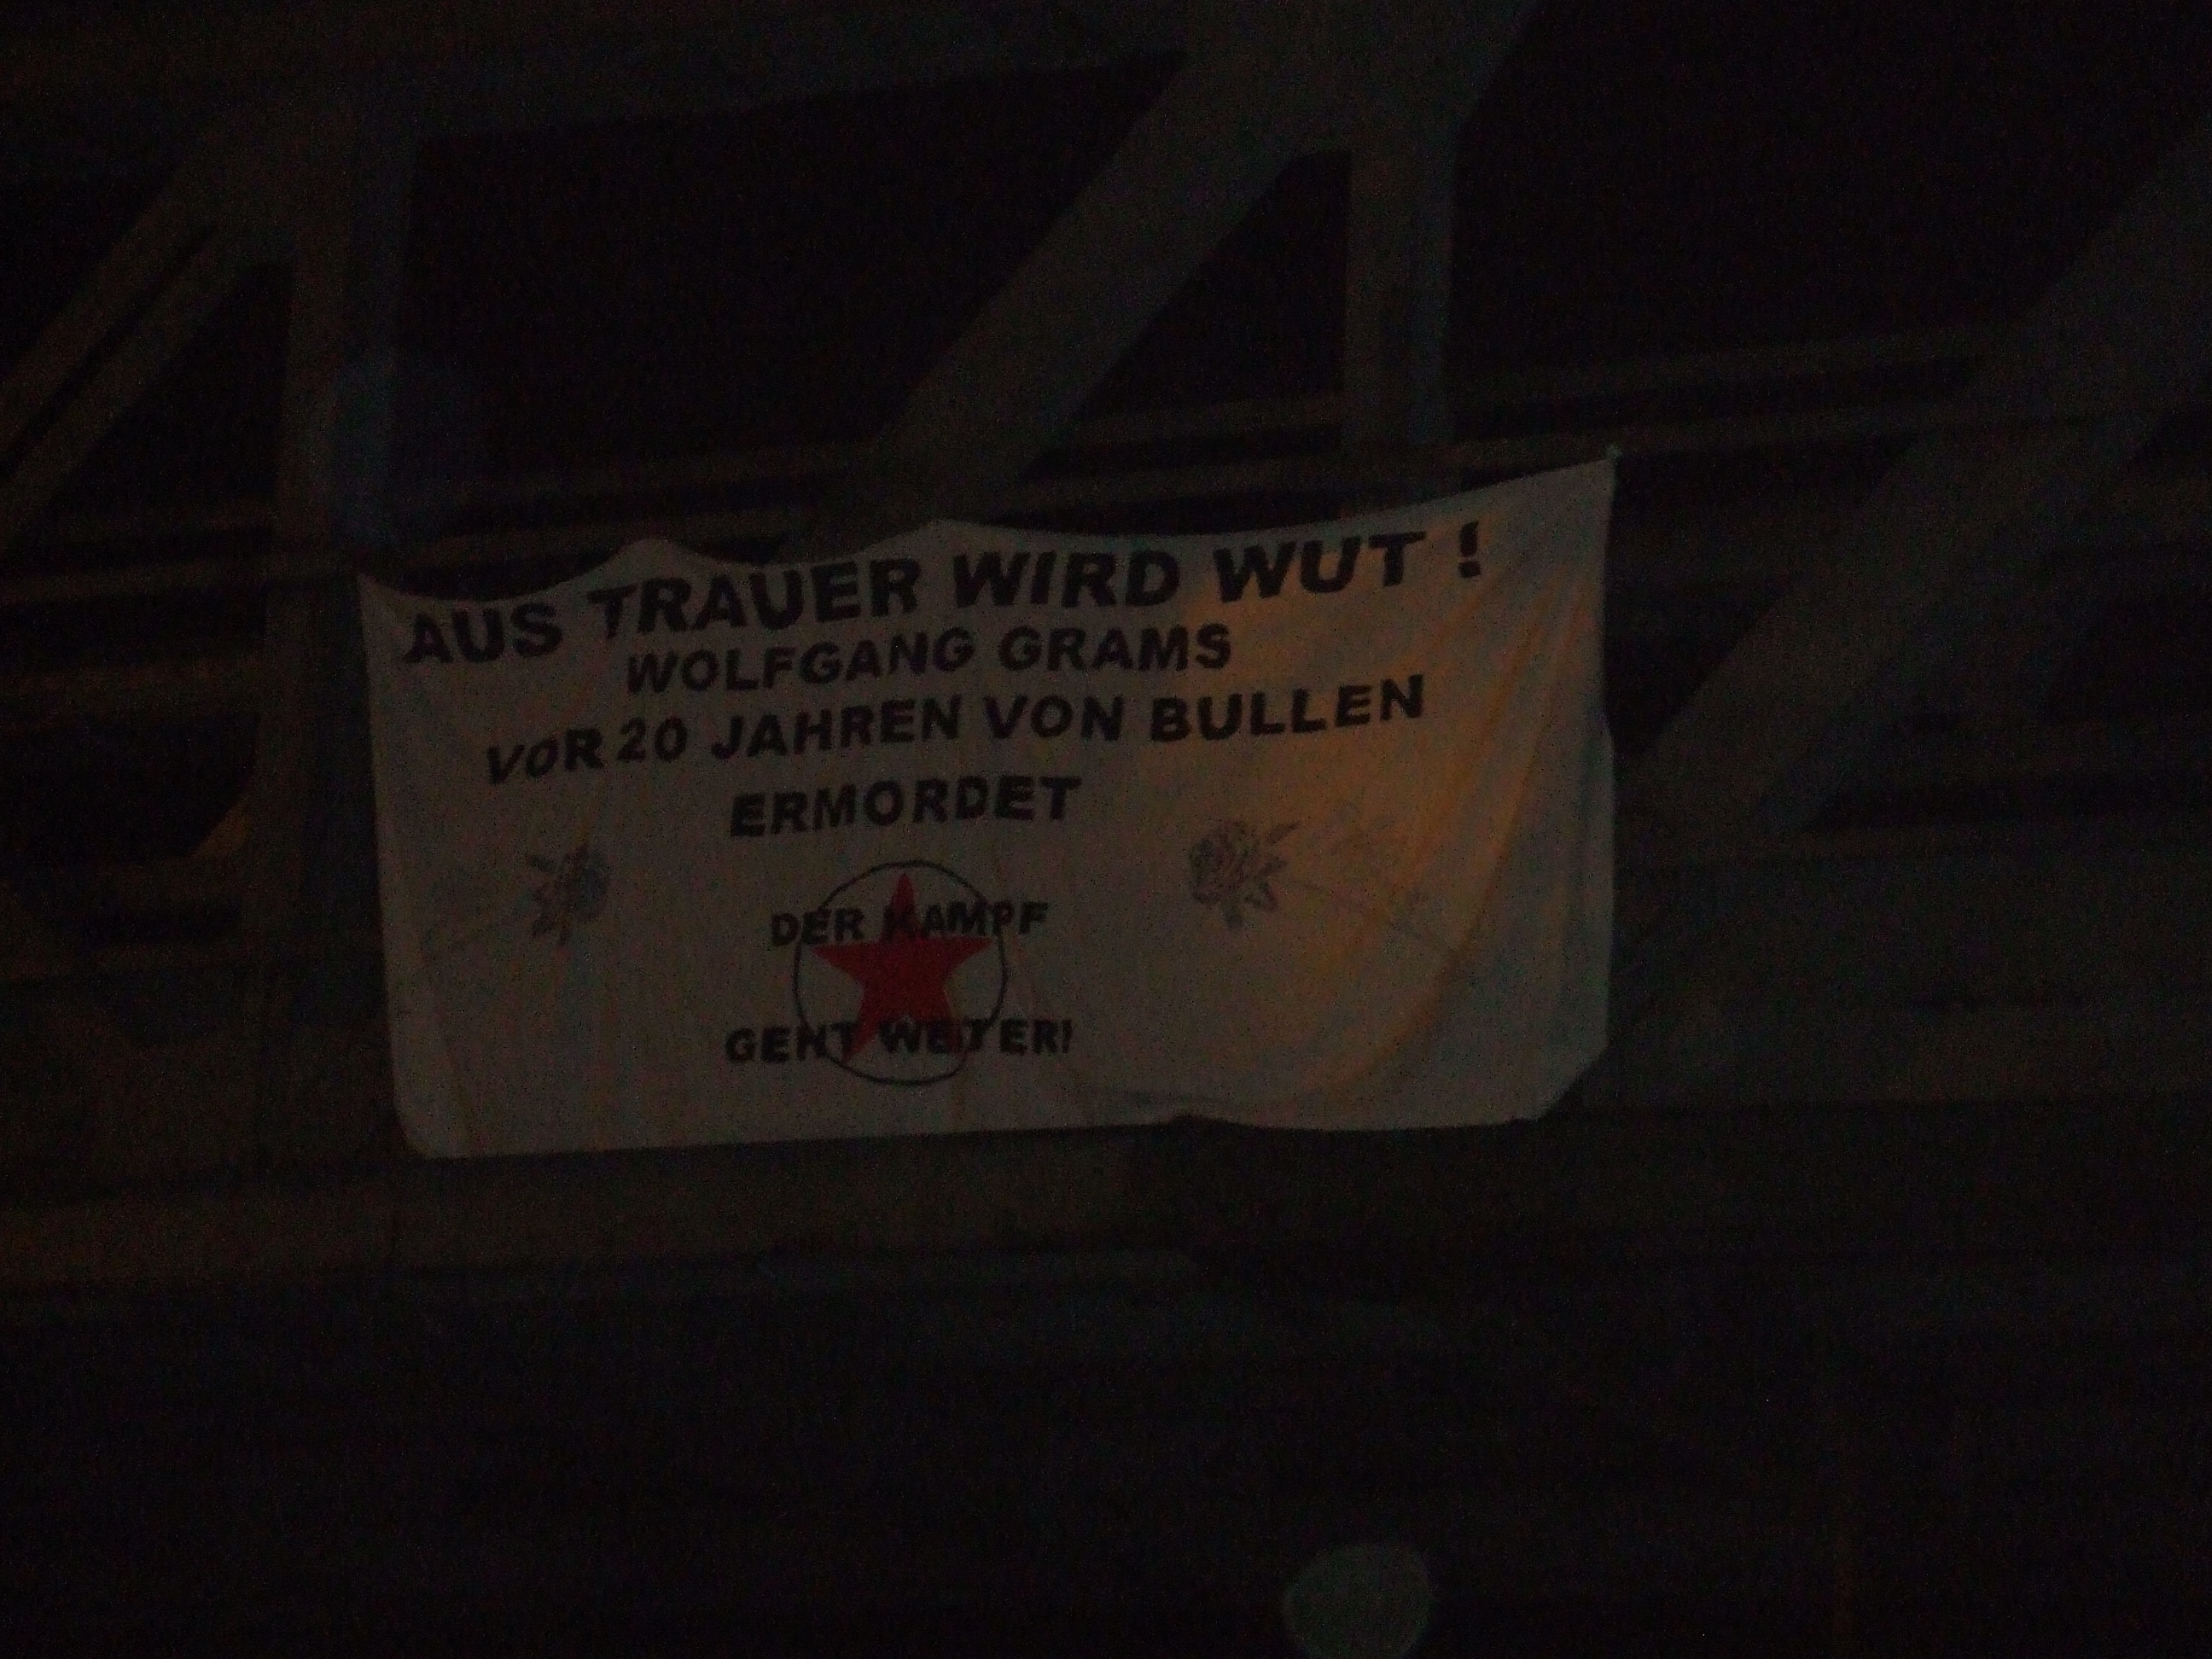 AUS TRAUER WIRD WUT !
WOLFGANG GRAMS
VOR 20 JAHREN VON BULLEN
ERMORDET
DER KAMPF
GEHT WEITER!